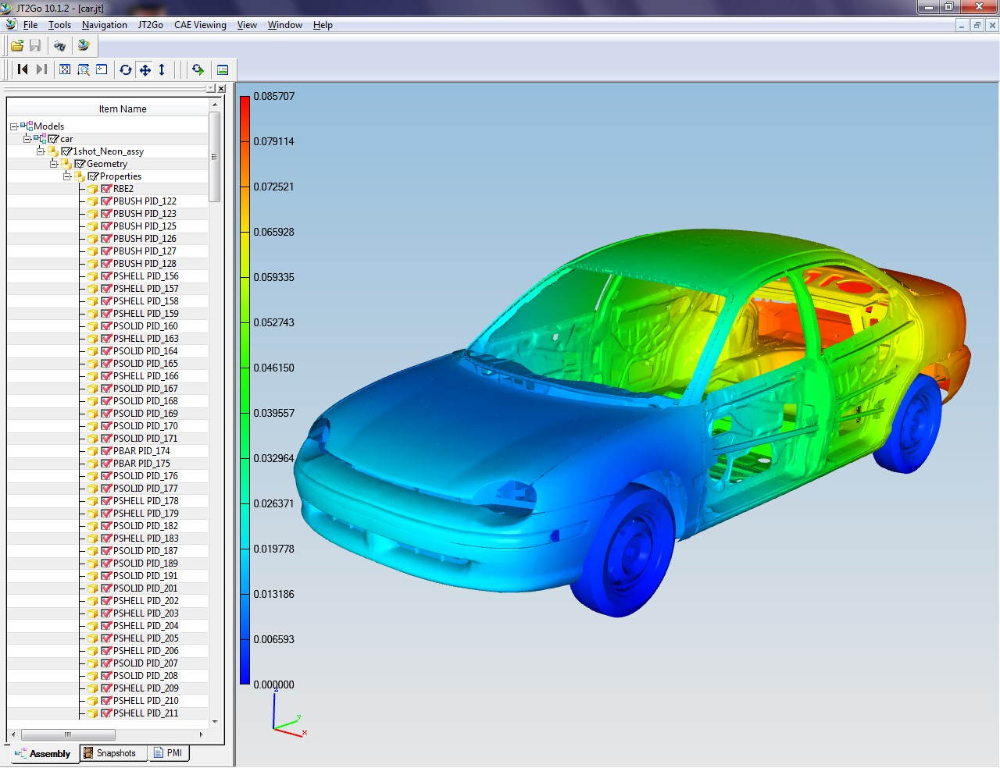 JT2Go 10.1.2 - [car.jt]
File Tools Navigation JT2Go CAE Viewing View Window Help
Item Name
Models
car
1shot_Neon_assy
Geometry
Properties
RBE2
PBUSH PID_122
PBUSH PID_123
PBUSH PID_125
PBUSH PID_126
PBUSH PID_127
PBUSH PID_128
PSHELL PID_156
PSHELL PID_157
PSHELL PID_158
PSHELL PID_159
PSOLID PID_160
PSHELL PID_163
PSOLID PID_164
PSOLID PID_165
PSHELL PID_166
PSOLID PID_167
PSOLID PID_168
PSOLID PID_169
PSOLID PID_170
PSOLID PID_171
PBAR PID_174
PBAR PID_175
PSOLID PID_176
PSOLID PID_177
PSHELL PID_178
PSHELL PID_179
PSOLID PID_182
PSHELL PID_183
PSOLID PID_187
PSOLID PID_189
PSOLID PID_191
PSOLID PID_201
PSHELL PID_202
PSHELL PID_203
PSHELL PID_204
PSHELL PID_205
PSHELL PID_206
PSOLID PID_207
PSOLID PID_208
PSHELL PID_209
PSHELL PID_210
PSHELL PID_211
Assembly Snapshots PMI
0.085707
0.079114
0.072521
0.065928
0.059335
0.052743
0.046150
0.039557
0.032964
0.026371
0.019778
0.013186
0.006593
0.000000
z
y
x